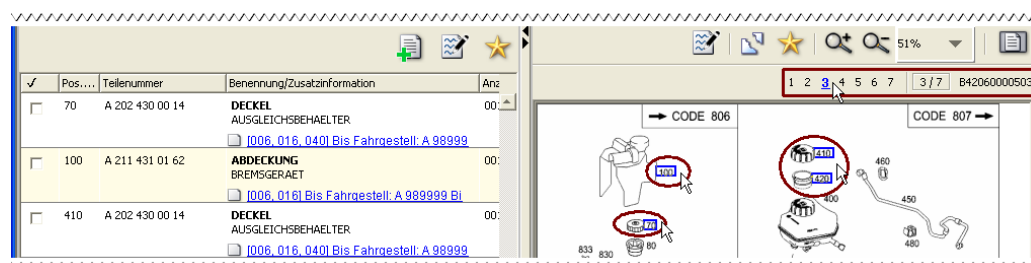 51%
1 2 3 4 5 6 7 3 / 7 B42060000503
√ Pos.... Teilenummer Benennung/Zusatzinformation Anz
70 A 202 430 00 14 DECKEL 00
AUSGLEICHSBEHAELTER
[006, 016, 040] Bis Fahrgestell: A 98999
100 A 211 431 01 62 ABDECKUNG 00
BREMSGERAET
[006, 016] Bis Fahrgestell: A 989999 Bi
410 A 202 430 00 14 DECKEL 00
AUSGLEICHSBEHAELTER
[006, 016, 040] Bis Fahrgestell: A 98999
CODE 806
100
70
80
833
830
CODE 807
410
420
400
460
450
480